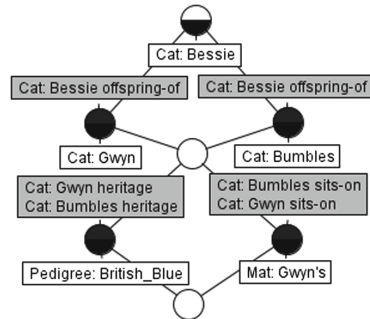 Cat: Bessie
Cat: Bessie offspring-of
Cat: Bessie offspring-of
Cat: Gwyn
Cat: Bumbles
Cat: Gwyn heritage
Cat: Bumbles heritage
Cat: Bumbles sits-on
Cat: Gwyn sits-on
Pedigree: British_Blue
Mat: Gwyn's